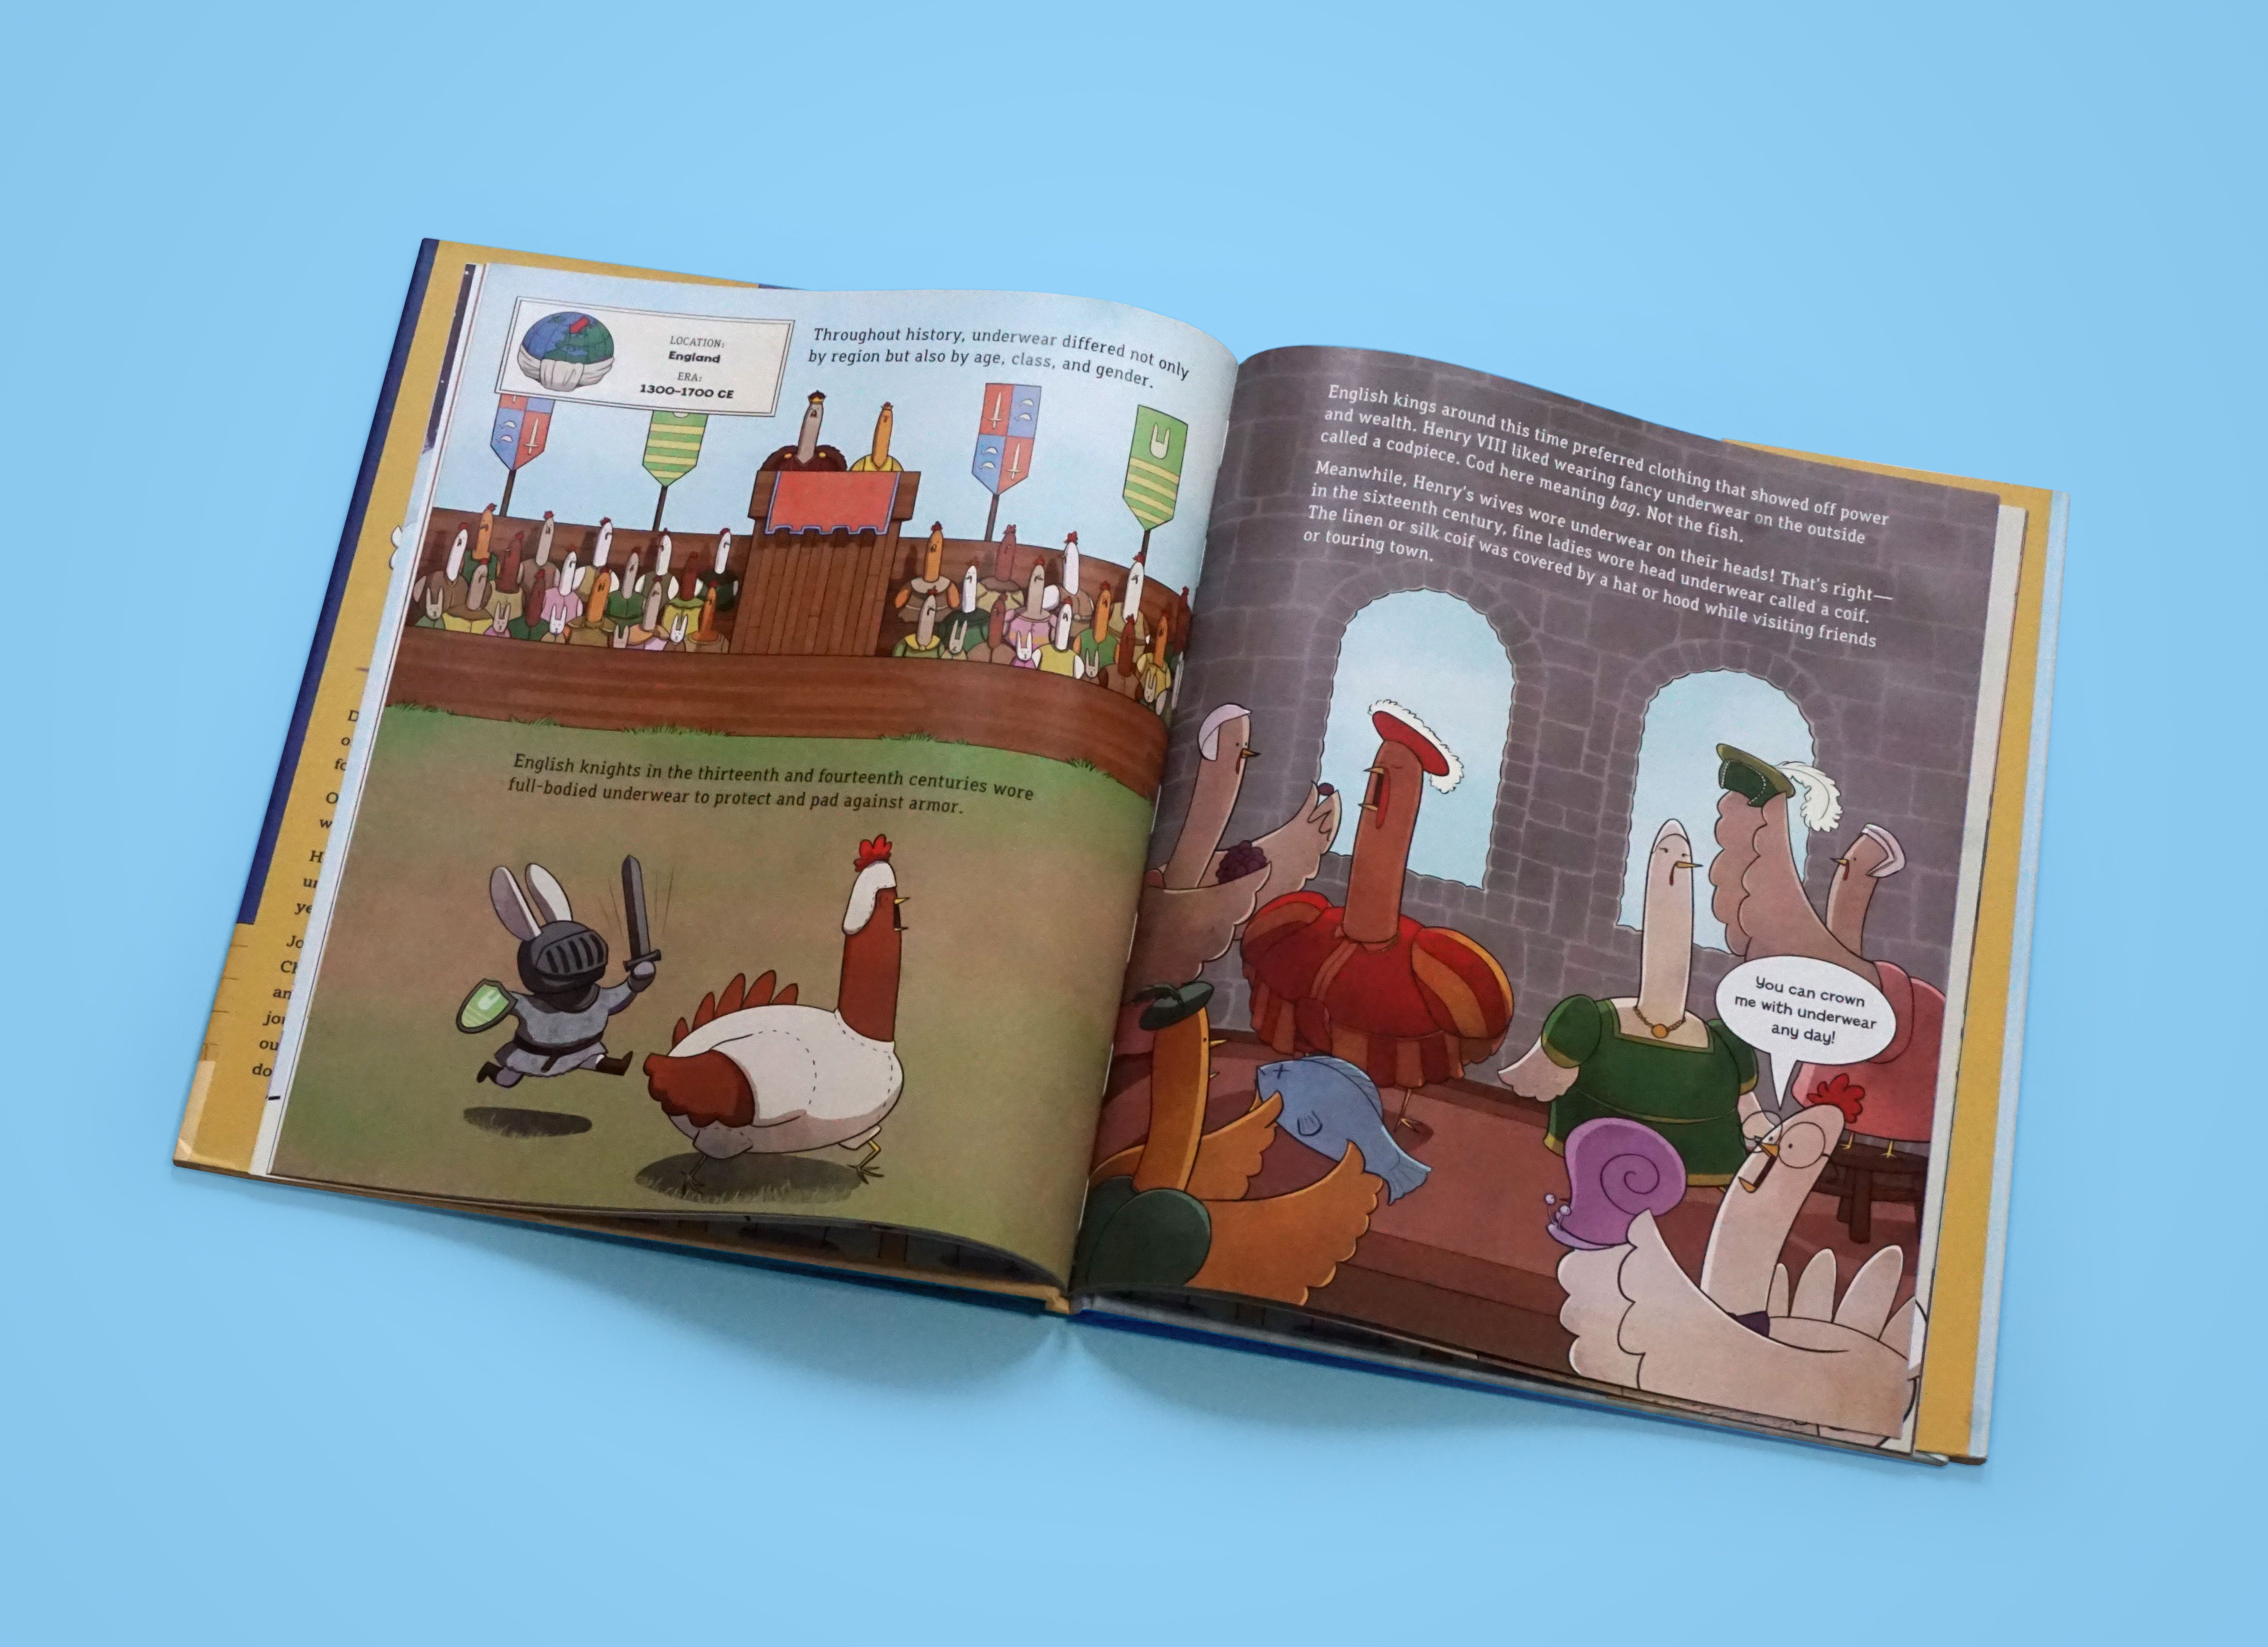 LOCATION:
England
ERA:
1300–1700 CE
Throughout history, underwear differed not only
by region but also by age, class, and gender.
English knights in the thirteenth and fourteenth centuries wore
full-bodied underwear to protect and pad against armor.
English kings around this time preferred clothing that showed off power
and wealth. Henry VIII liked wearing fancy underwear on the outside
called a codpiece. Cod here meaning bag. Not the fish.
Meanwhile, Henry's wives wore underwear on their heads! That's right—
in the sixteenth century, fine ladies wore head underwear called a coif.
The linen or silk coif was covered by a hat or hood while visiting friends
or touring town.
You can crown
me with underwear
any day!